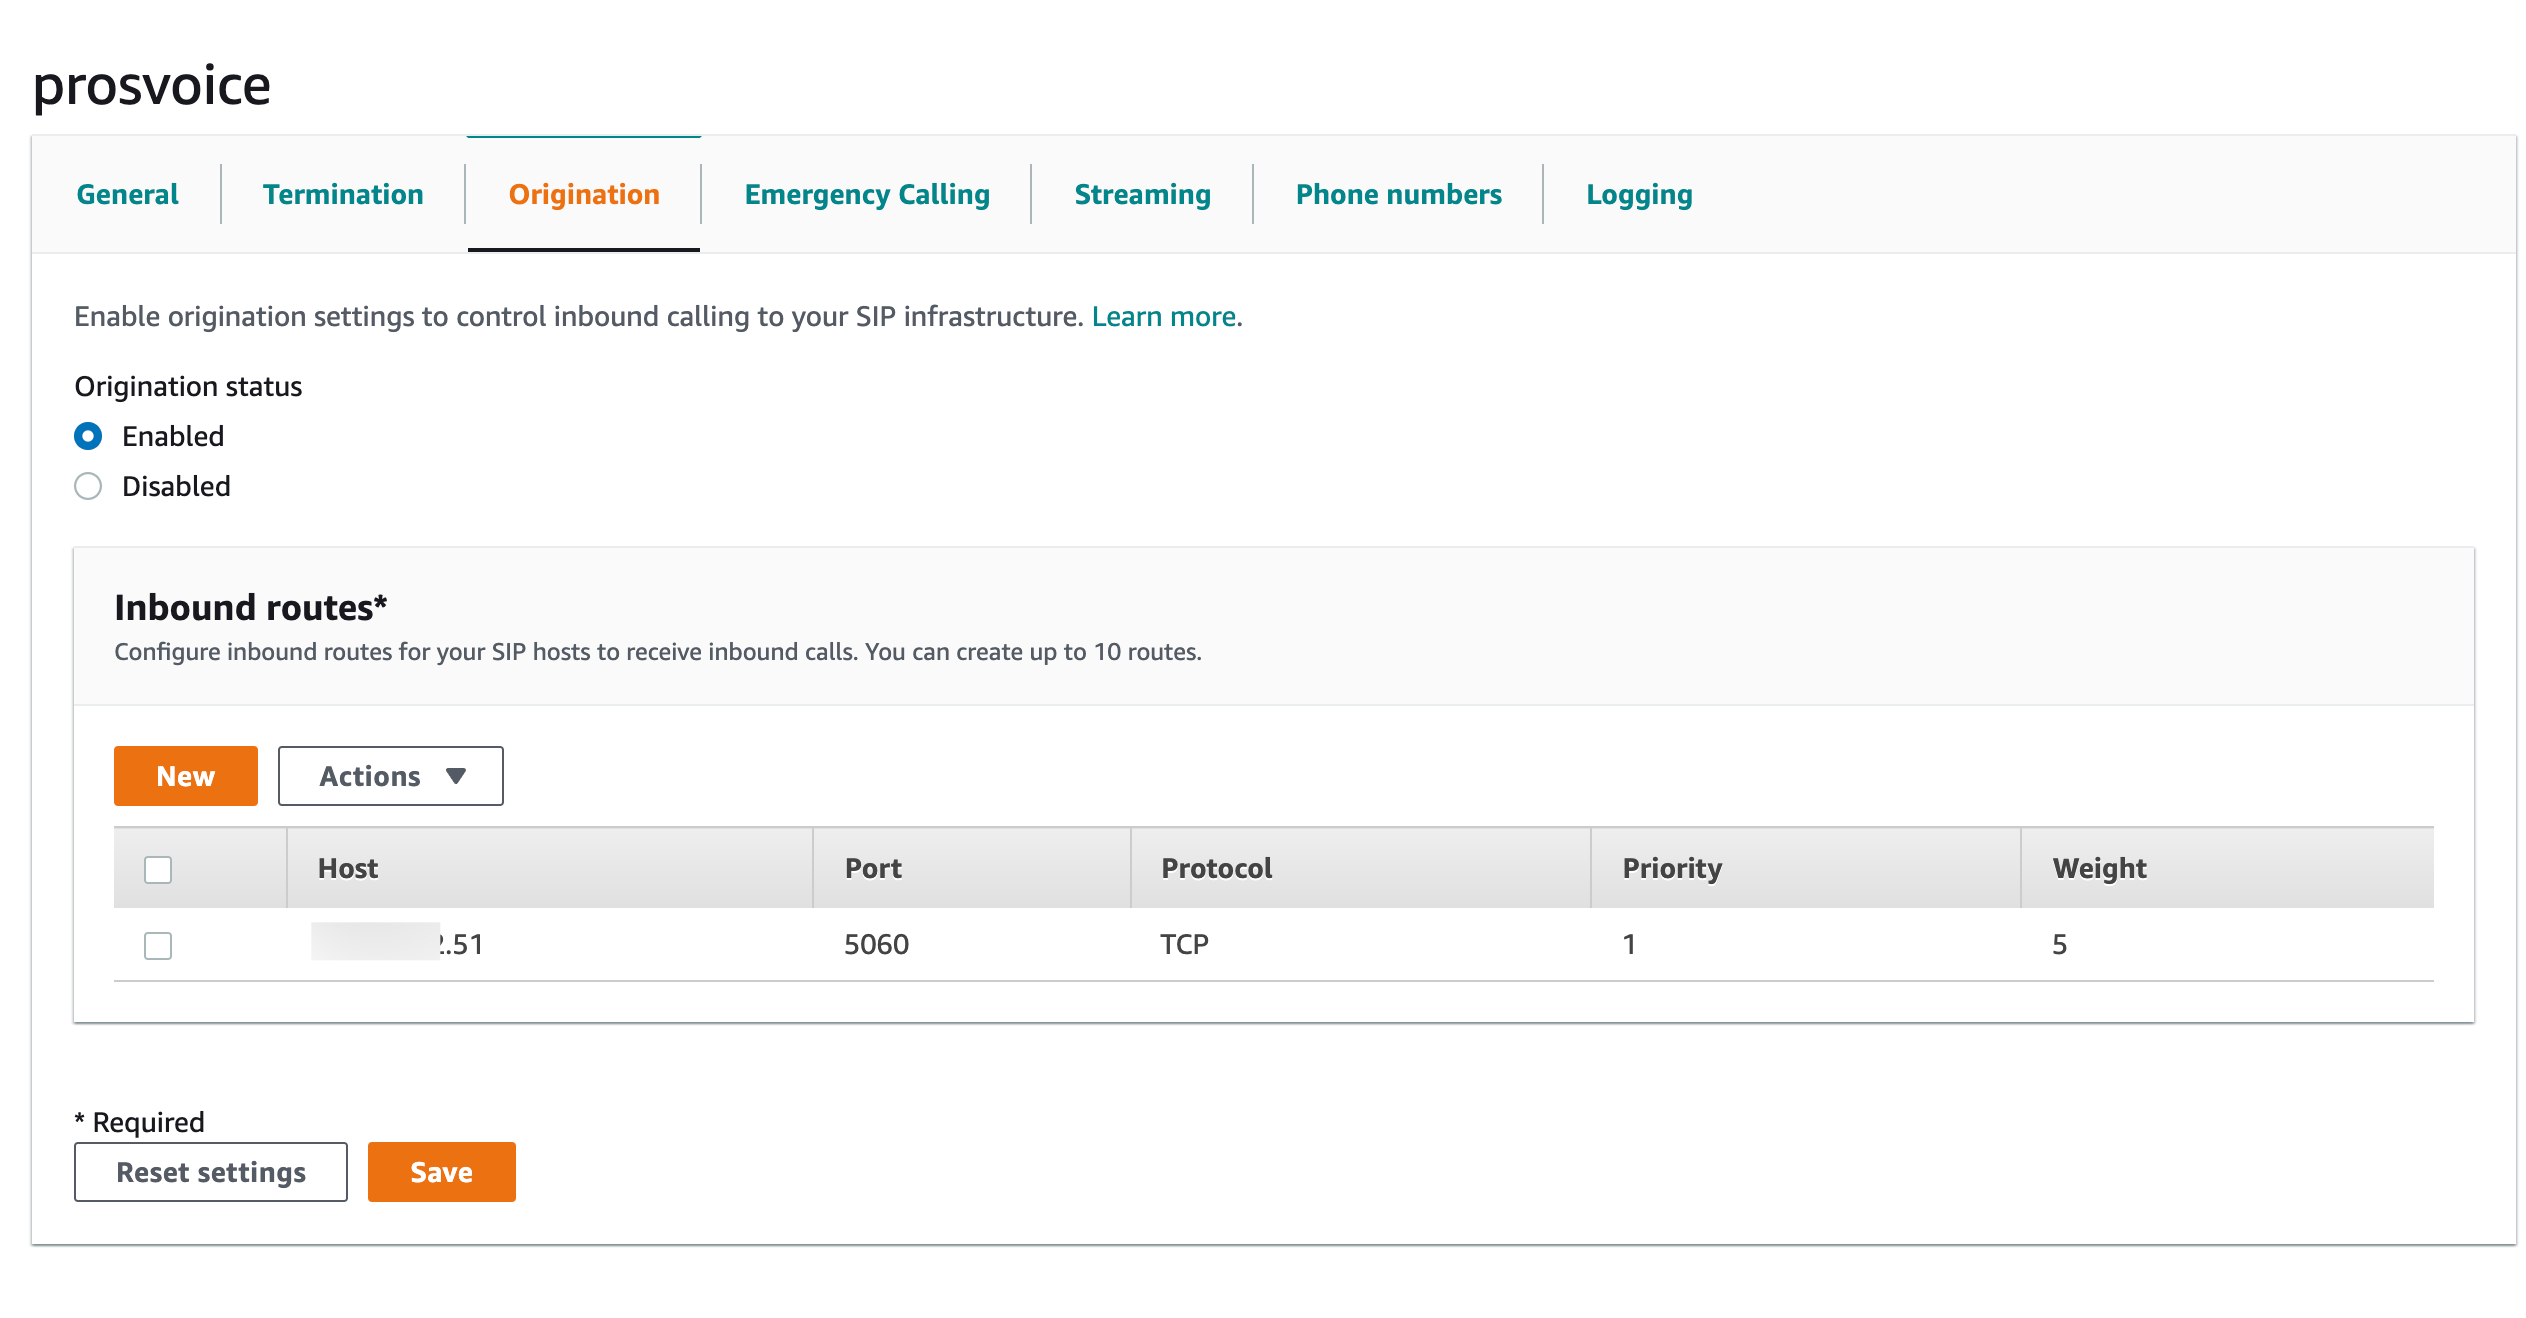 prosvoice
General Termination Origination Emergency Calling Streaming Phone numbers Logging
Enable origination settings to control inbound calling to your SIP infrastructure. Learn more.
Origination status
Enabled
Disabled
Inbound routes*
Configure inbound routes for your SIP hosts to receive inbound calls. You can create up to 10 routes.
New Actions
Host Port Protocol Priority Weight
.51 5060 TCP 1 5
* Required
Reset settings Save